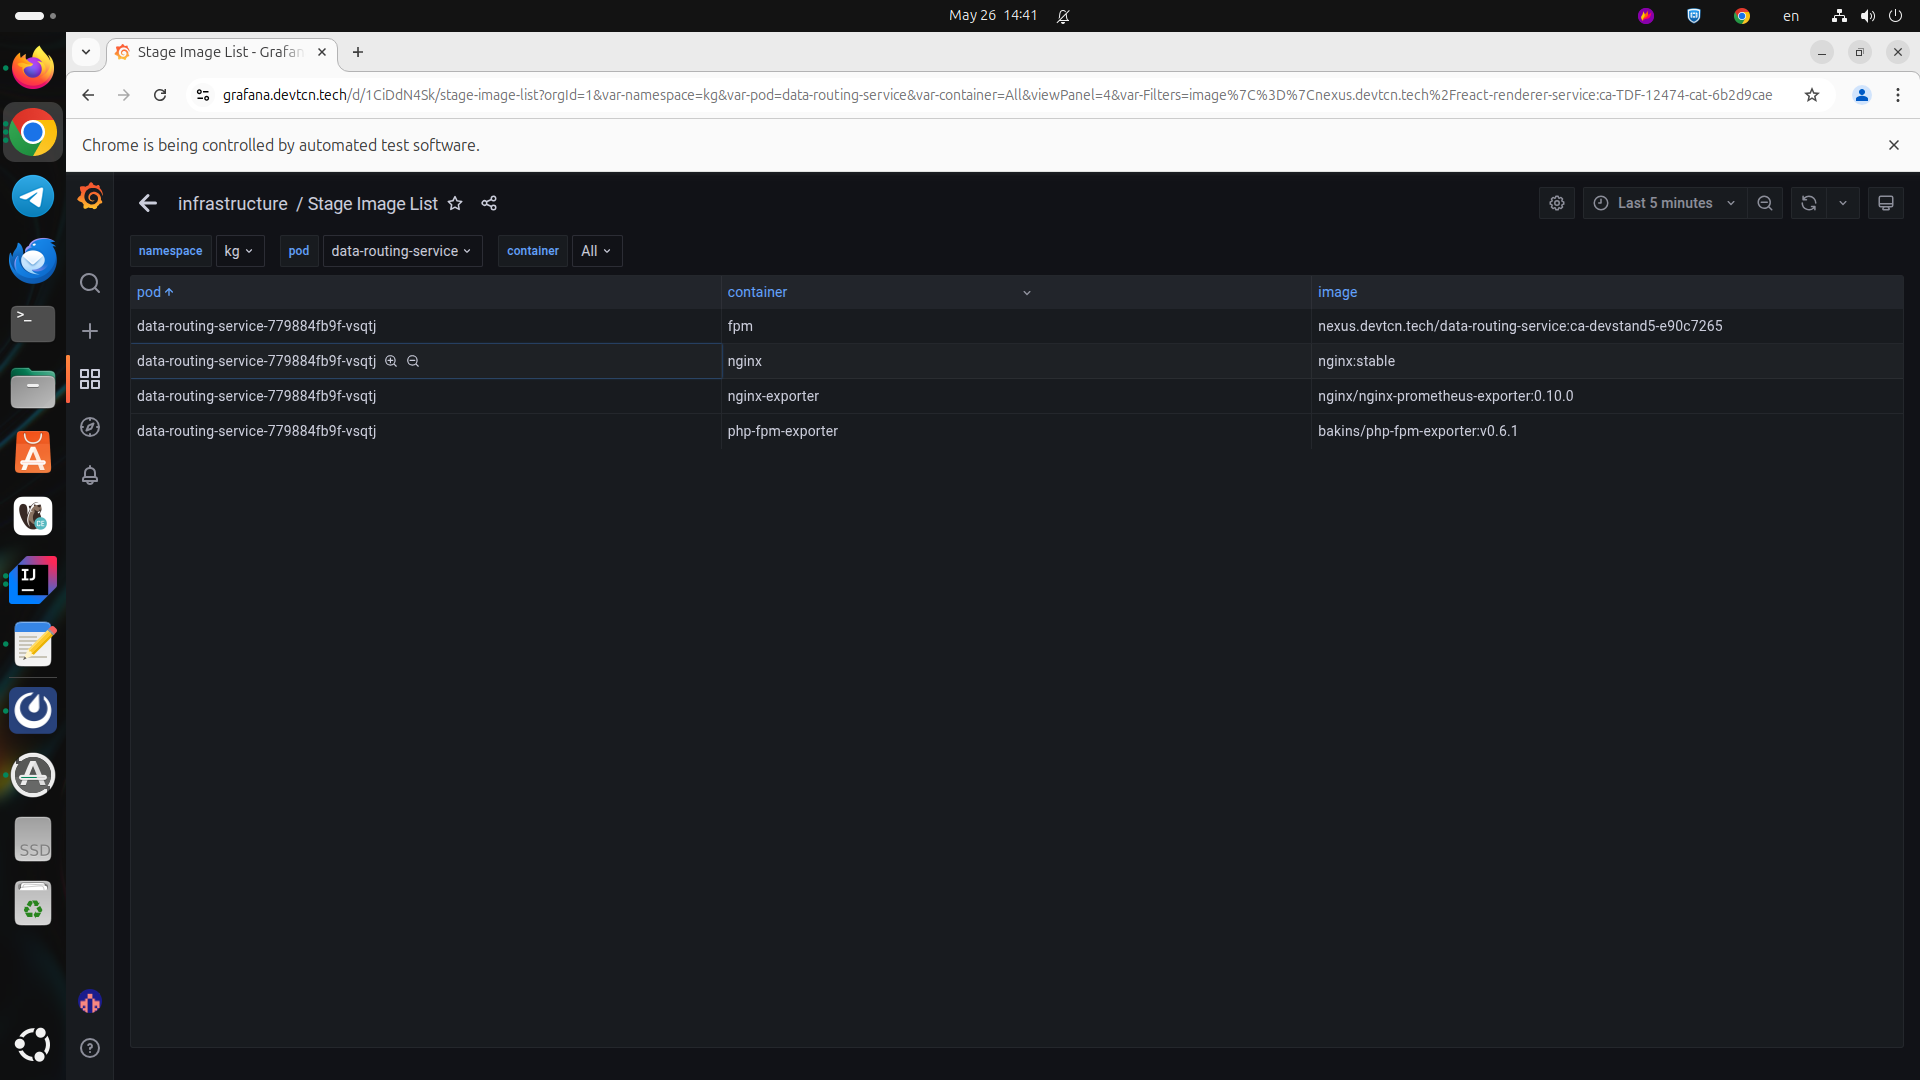 May 26 14:41
en
Stage Image List - Grafan
grafana.devtcn.tech/d/1CiDdN4Sk/stage-image-list?orgId=1&var-namespace=kg&var-pod=data-routing-service&var-container=All&viewPanel=4&var-Filters=image%7C%3D%7Cnexus.devtcn.tech%2Freact-renderer-service:ca-TDF-12474-cat-6b2d9cae
Chrome is being controlled by automated test software.
infrastructure / Stage Image List
Last 5 minutes
namespace kg pod data-routing-service container All
pod container image
data-routing-service-779884fb9f-vsqtj fpm nexus.devtcn.tech/data-routing-service:ca-devstand5-e90c7265
data-routing-service-779884fb9f-vsqtj nginx nginx:stable
data-routing-service-779884fb9f-vsqtj nginx-exporter nginx/nginx-prometheus-exporter:0.10.0
data-routing-service-779884fb9f-vsqtj php-fpm-exporter bakins/php-fpm-exporter:v0.6.1
>_
CE
IJ
SSD